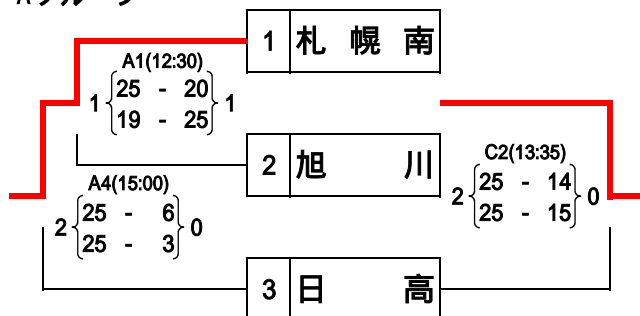 Aグループ
1 札幌南
A1(12:30)
1 25 - 20 1
19 - 25
2 旭川
C2(13:35)
2 25 - 14 0
25 - 15
A4(15:00)
2 25 - 6 0
25 - 3
3 日高